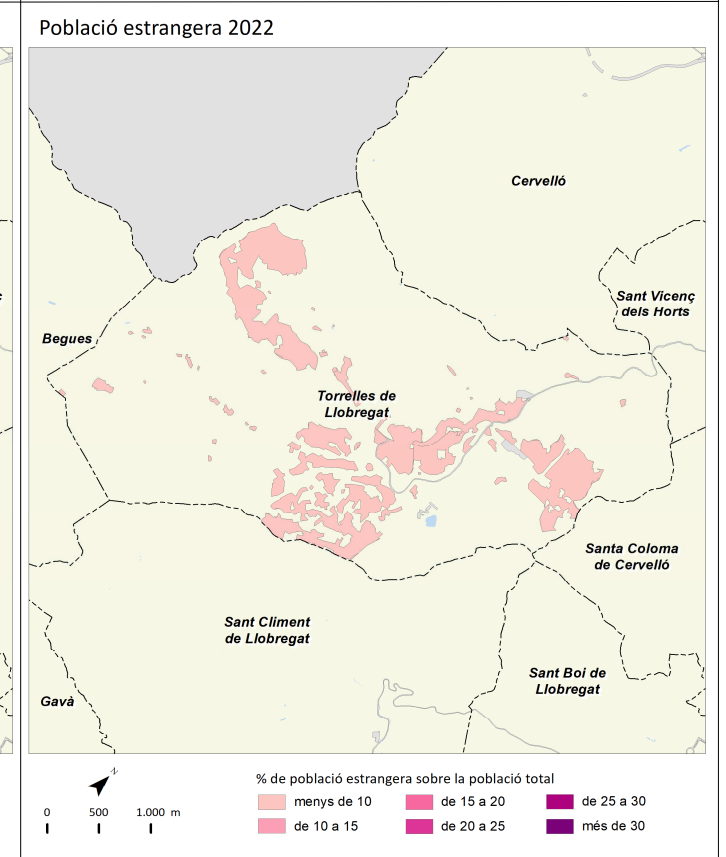 Població estrangera 2022
Cervelló
Sant Vicenç
dels Horts
Begues
Torrelles de
Llobregat
Santa Coloma
de Cervelló
Sant Climent
de Llobregat
Sant Boi de
Llobregat
Gavà
N
% de població estrangera sobre la població total
0 500 1.000 m
menys de 10
de 15 a 20
de 25 a 30
de 10 a 15
de 20 a 25
més de 30